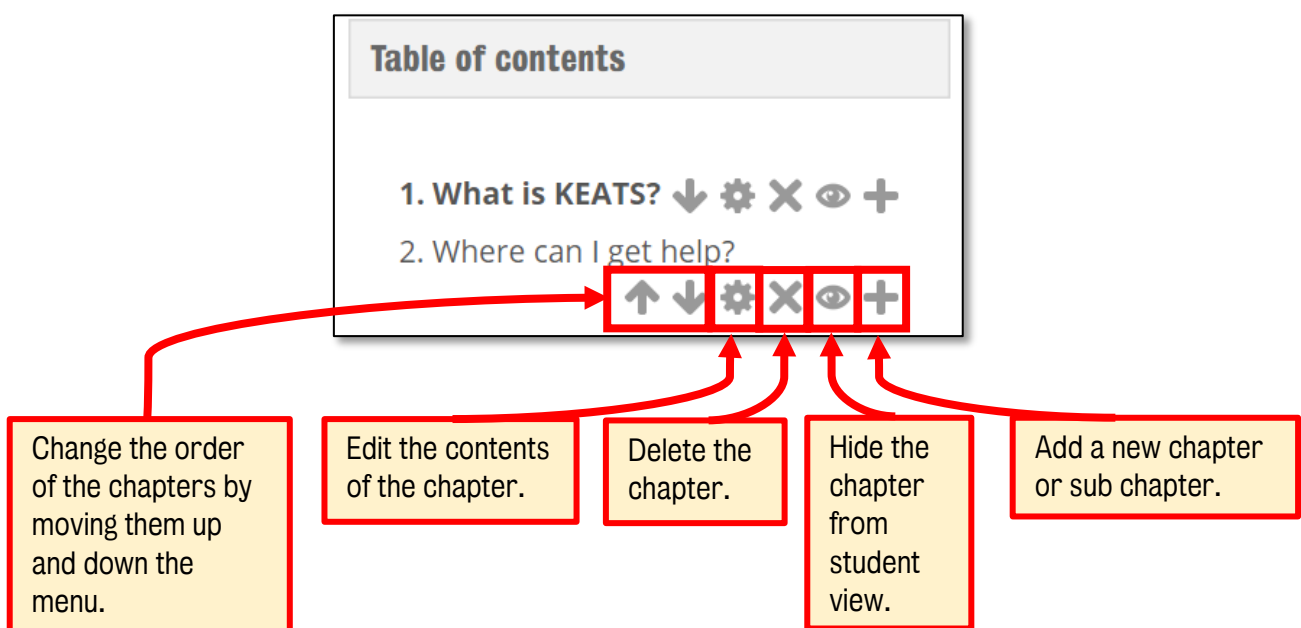 Table of contents
1. What is KEATS?
2. Where can I get help?
Change the order
of the chapters by
moving them up
and down the
menu.
Edit the contents
of the chapter.
Delete the
chapter.
Hide the
chapter
from
student
view.
Add a new chapter
or sub chapter.